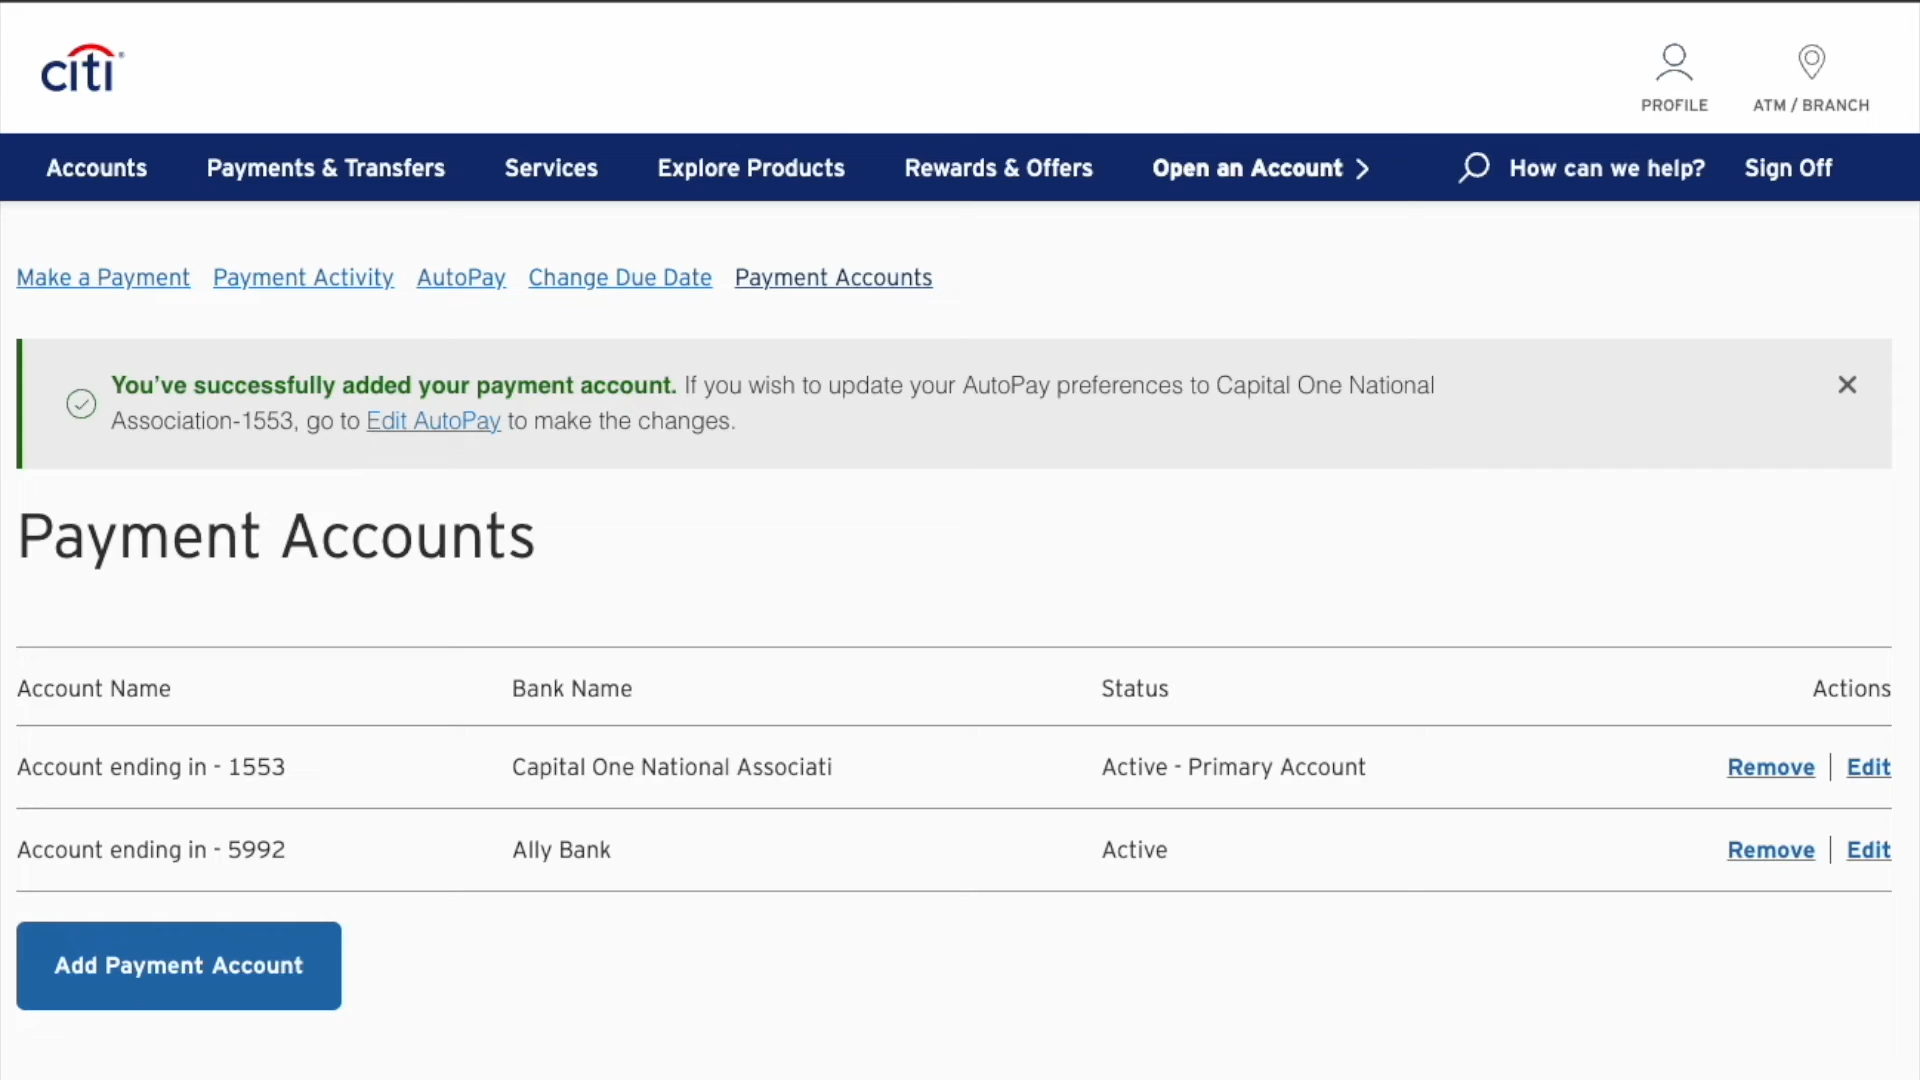 citi
PROFILE
ATM / BRANCH
Accounts Payments & Transfers Services Explore Products Rewards & Offers Open an Account How can we help? Sign Off
Make a Payment Payment Activity AutoPay Change Due Date Payment Accounts
You’ve successfully added your payment account. If you wish to update your AutoPay preferences to Capital One National
Association-1553, go to Edit AutoPay to make the changes.
Payment Accounts
Account Name Bank Name Status Actions
Account ending in - 1553 Capital One National Associati Active - Primary Account Remove | Edit
Account ending in - 5992 Ally Bank Active Remove | Edit
Add Payment Account